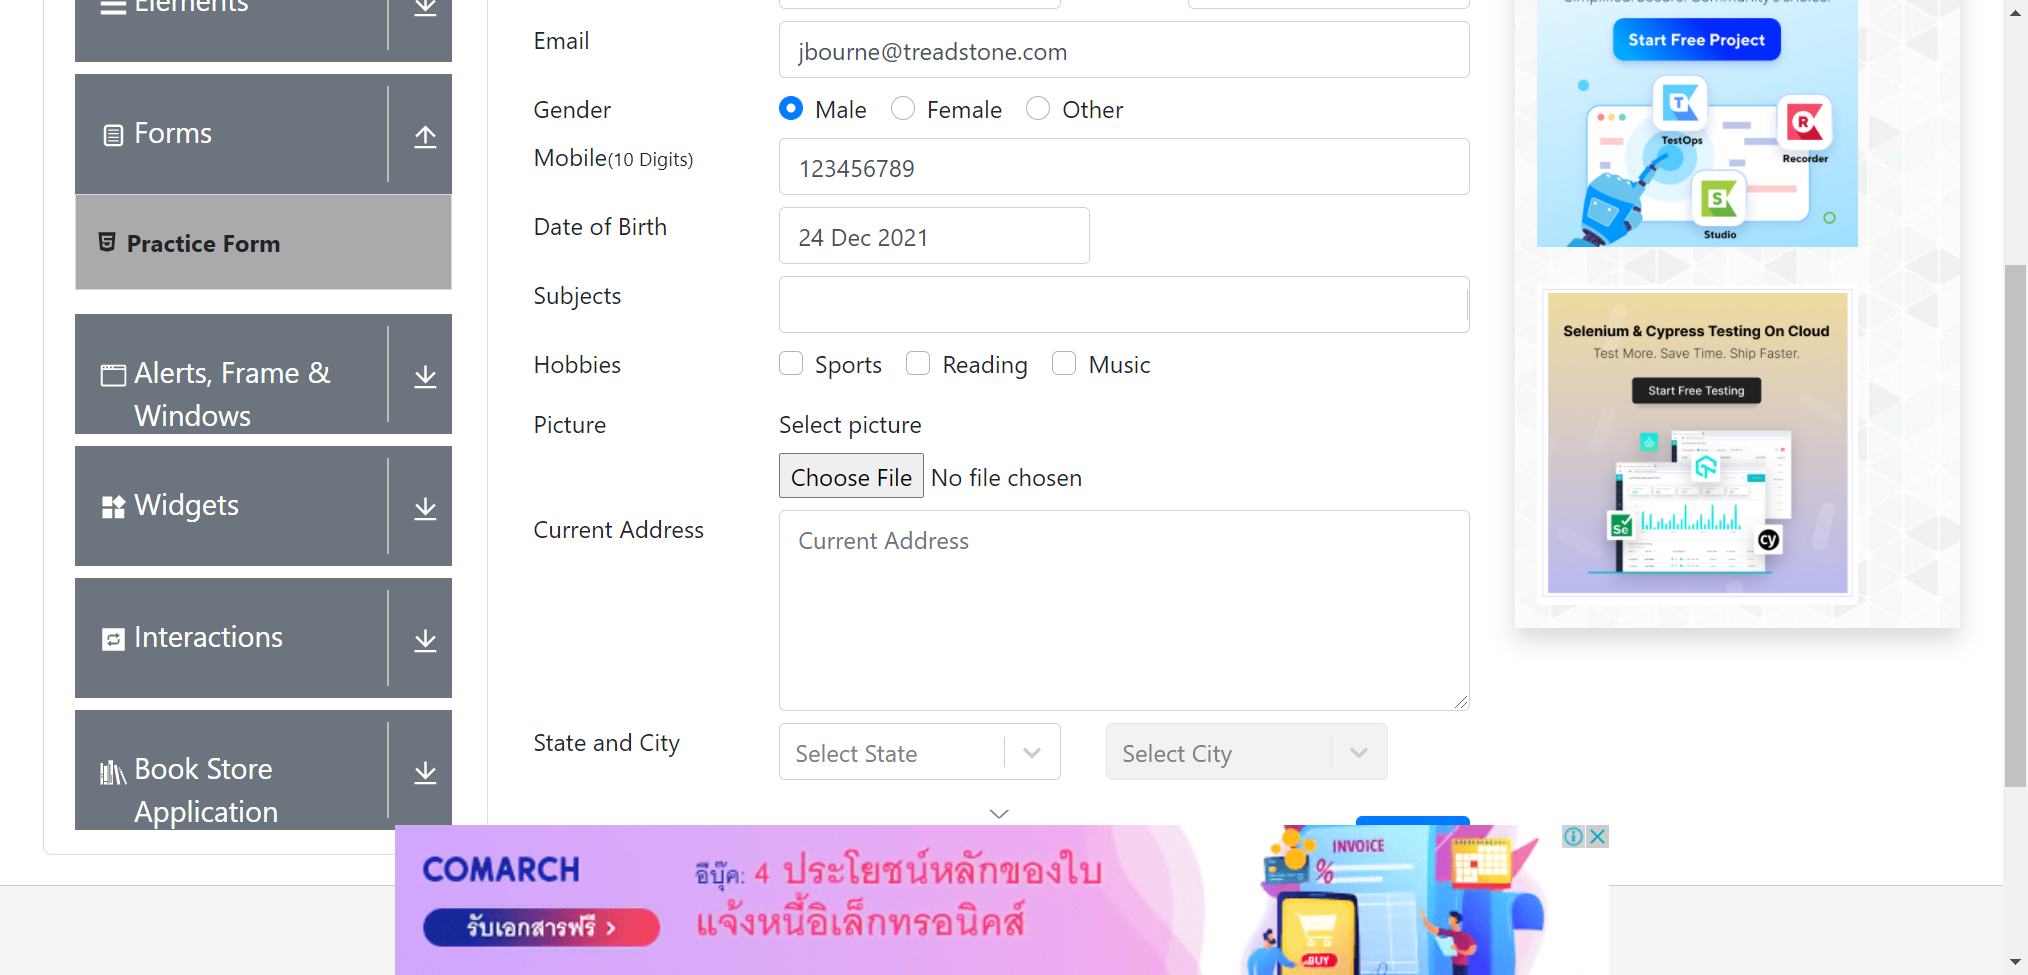 Elements
Forms
Practice Form
Alerts, Frame &
Windows
Widgets
Interactions
Book Store
Application
Email
jbourne@treadstone.com
Gender
Male
Female
Other
Mobile(10 Digits)
123456789
Date of Birth
24 Dec 2021
Subjects
Hobbies
Sports
Reading
Music
Picture
Select picture
Choose File No file chosen
Current Address
Current Address
State and City
Select State
Select City
Start Free Project
TestOps
Recorder
Studio
Selenium & Cypress Testing On Cloud
Test More. Save Time. Ship Faster.
Start Free Testing
Se
cy
COMARCH
รับเอกสารฟรี >
อีบุ๊ค: 4 ประโยชน์หลักของใบ
แจ้งหนี้อิเล็กทรอนิคส์
INVOICE
%
BUY